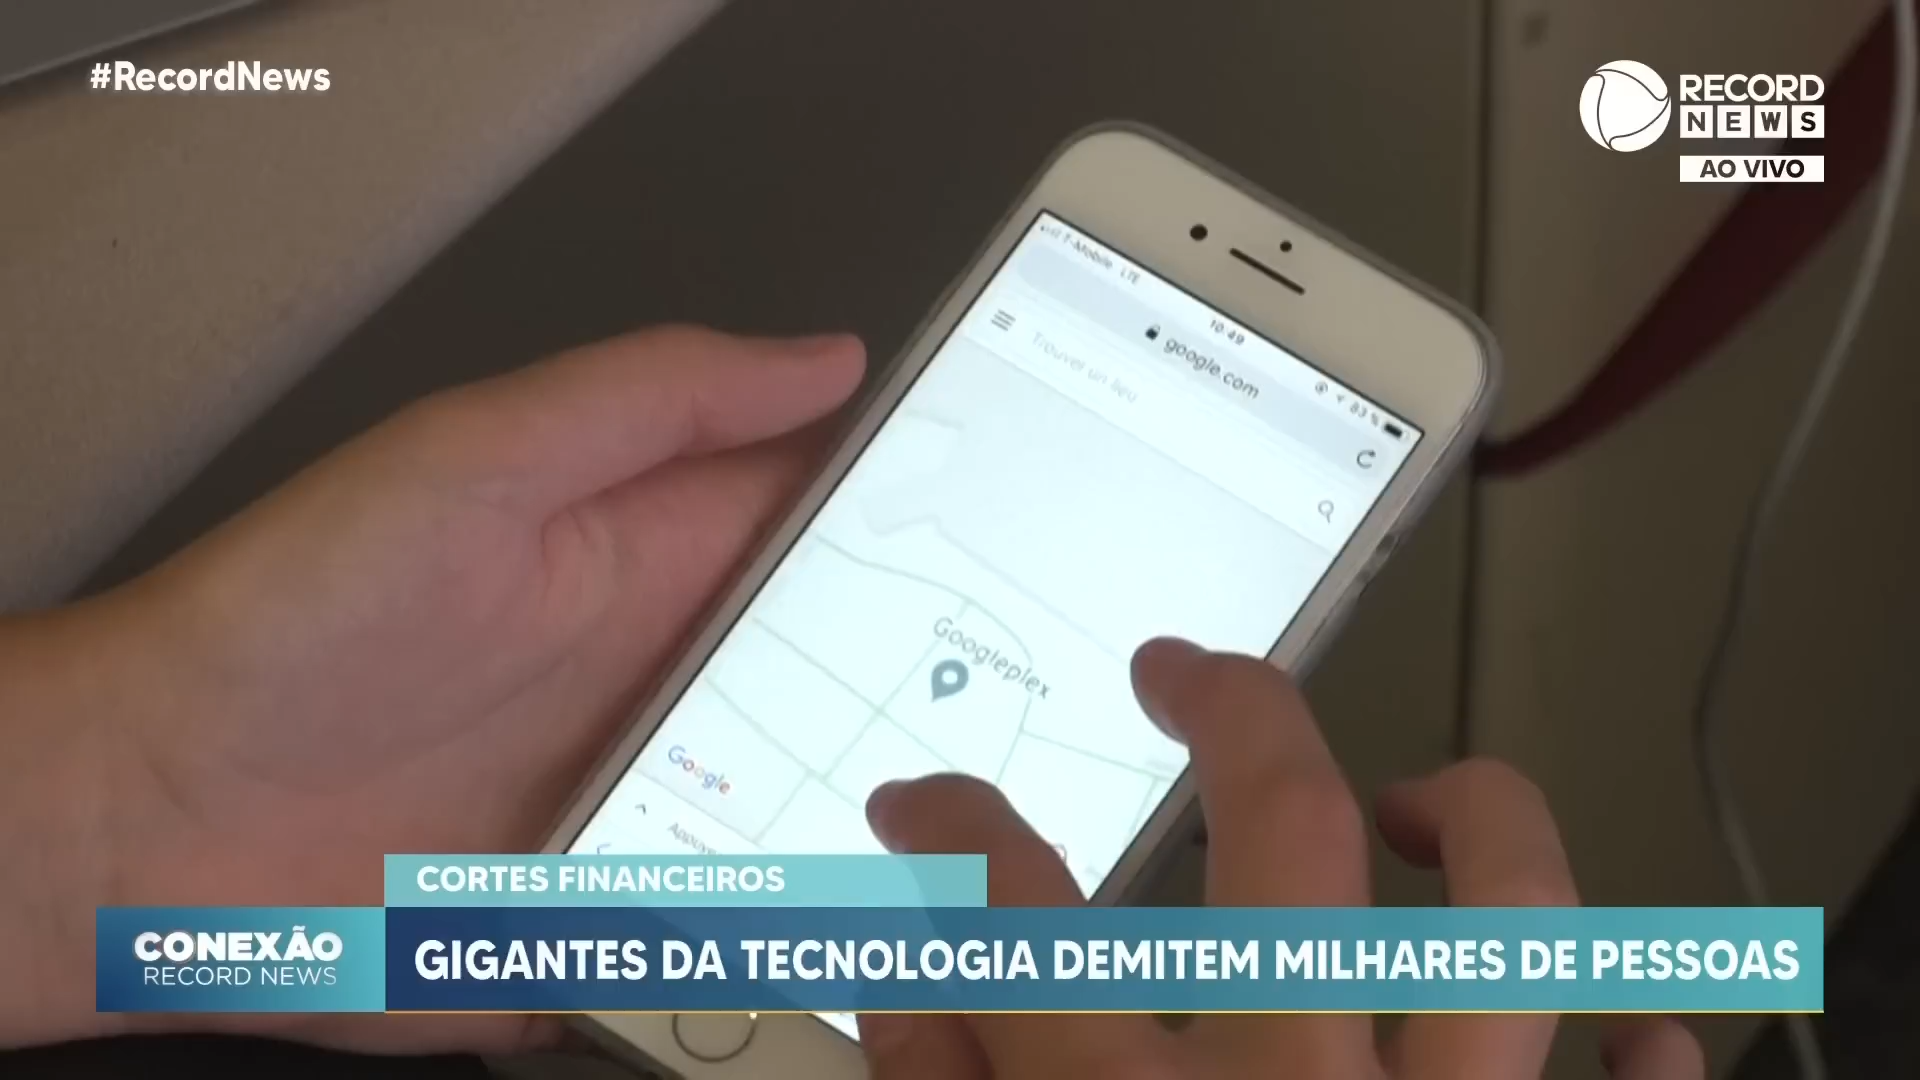 #RecordNews
RECORD
NEWS
AO VIVO
T-Mobile LTE
10:49
83 %
google.com
Trouver un lieu
Googleplex
Google
CORTES FINANCEIROS
CONEXÃO
RECORD NEWS
GIGANTES DA TECNOLOGIA DEMITEM MILHARES DE PESSOAS